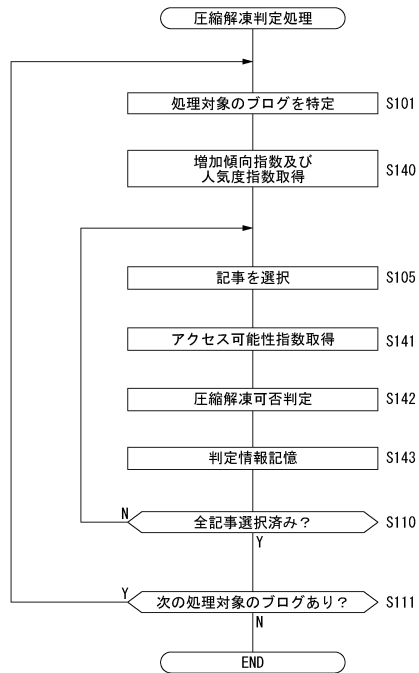 圧縮解凍判定処理
処理対象のブログを特定 S101
増加傾向指数及び
人気度指数取得 S140
記事を選択 S105
アクセス可能性指数取得 S141
圧縮解凍可否判定 S142
判定情報記憶 S143
N 全記事選択済み? S110
Y
Y 次の処理対象のブログあり? S111
N
END